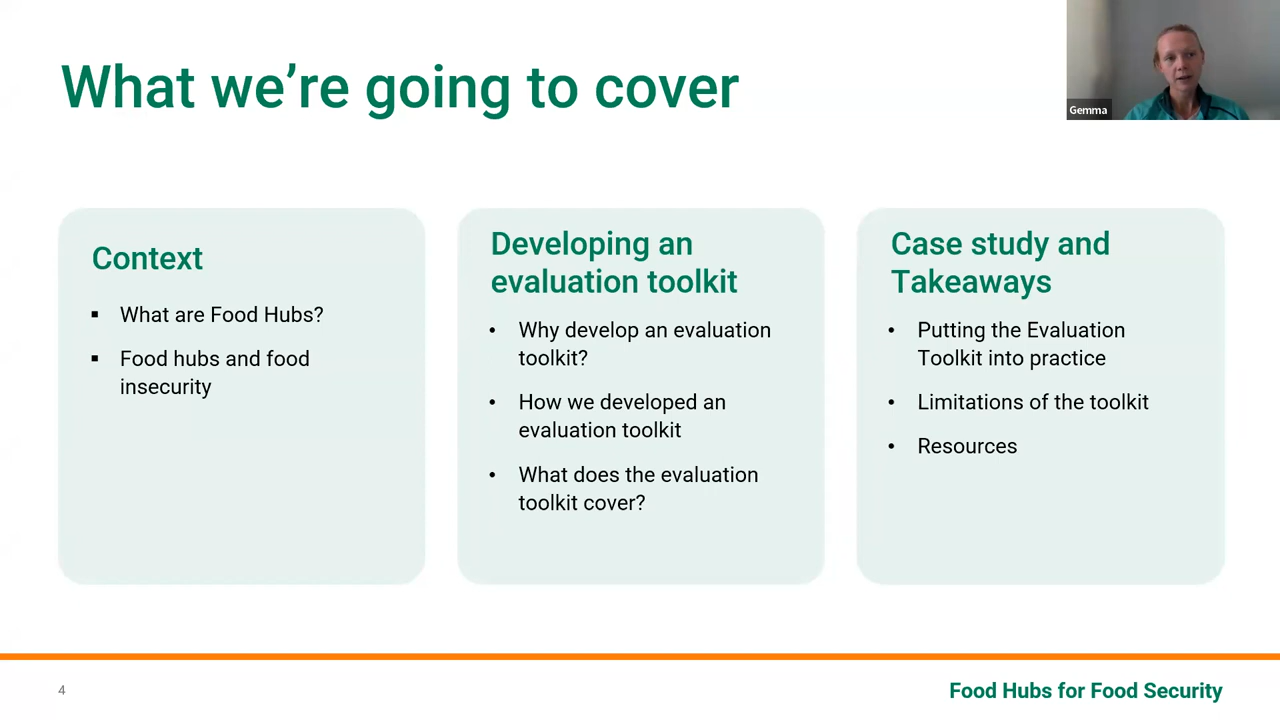 What we’re going to cover
Gemma
Context
▪ What are Food Hubs?
▪ Food hubs and food
insecurity
Developing an
evaluation toolkit
• Why develop an evaluation
toolkit?
• How we developed an
evaluation toolkit
• What does the evaluation
toolkit cover?
Case study and
Takeaways
• Putting the Evaluation
Toolkit into practice
• Limitations of the toolkit
• Resources
4
Food Hubs for Food Security